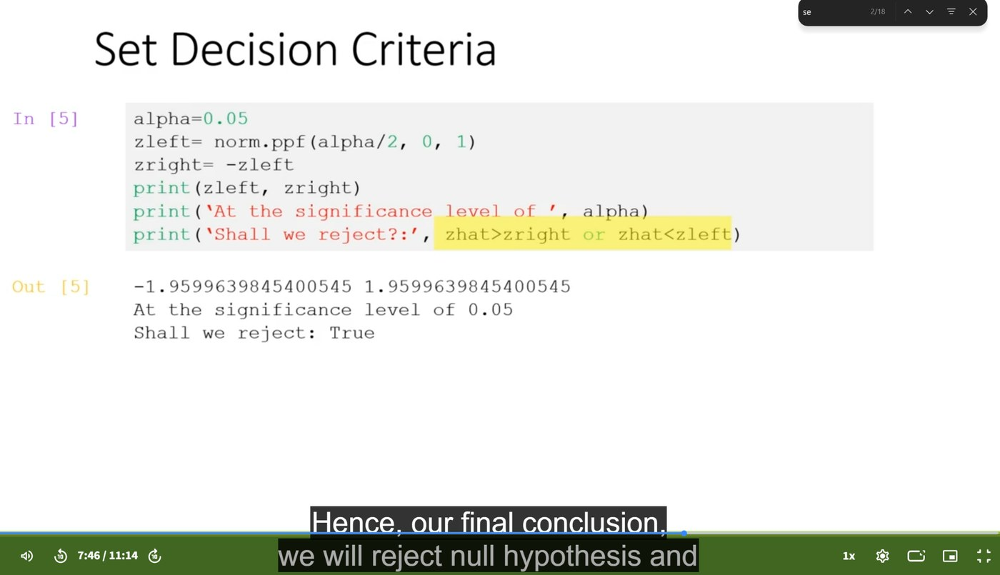 se 2/18
Set Decision Criteria
In [5]
alpha=0.05
zleft= norm.ppf(alpha/2, 0, 1)
zright= -zleft
print(zleft, zright)
print(‘At the significance level of ’, alpha)
print(‘Shall we reject?:’, zhat>zright or zhat<zleft)
Out [5]
-1.9599639845400545 1.9599639845400545
At the significance level of 0.05
Shall we reject: True
Hence, our final conclusion,
we will reject null hypothesis and
10 7:46 / 11:14 10 1x